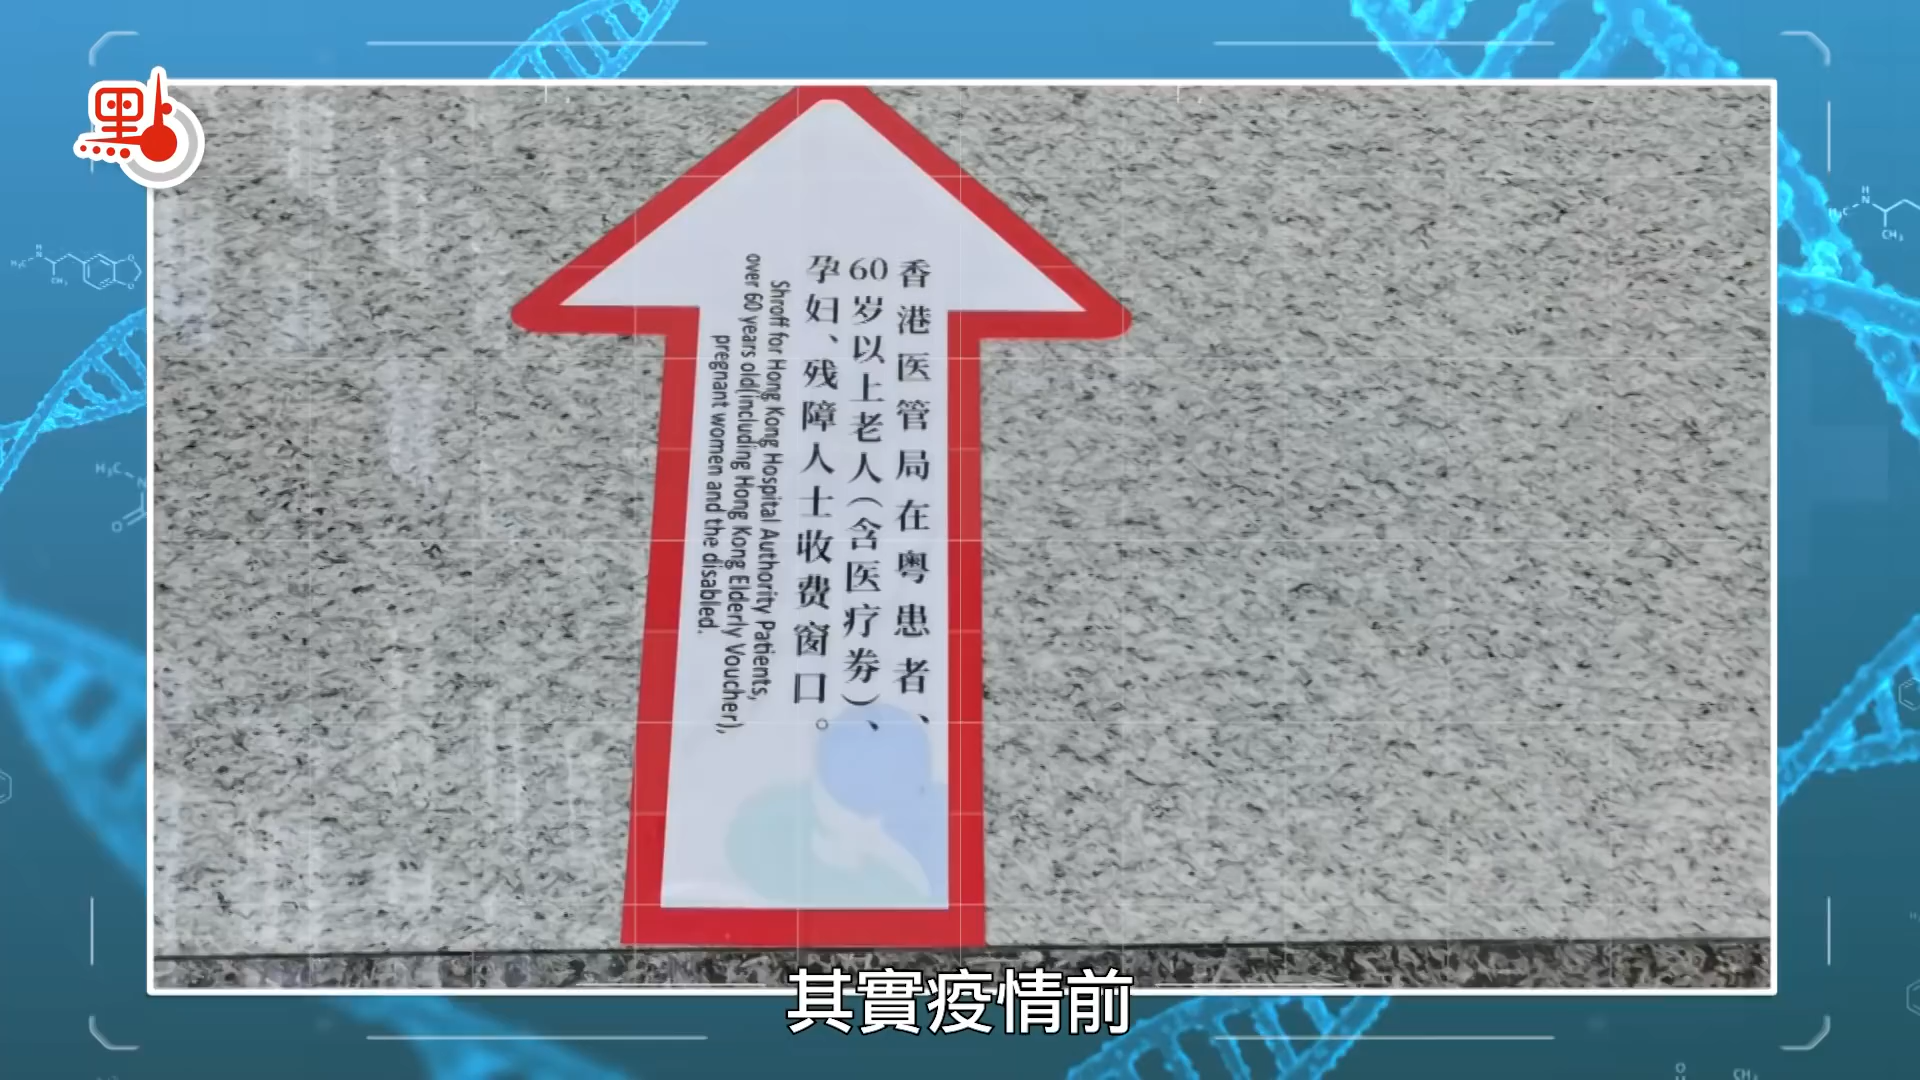 點
香港医管局在粤患者、
60岁以上老人(含医疗券)、
孕妇、残障人士收费窗口。
Shroff for Hong Kong Hospital Authority Patients,
over 60 years old(including Hong Kong Elderly Voucher),
pregnant women and the disabled.
其實疫情前